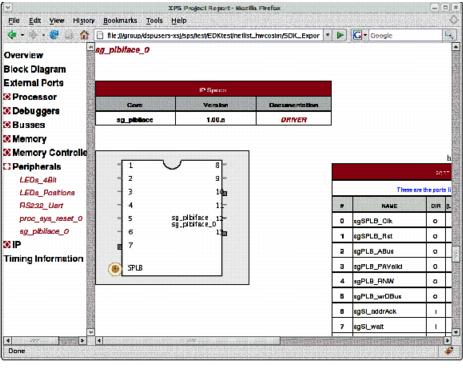 XPS Project Report - Mozilla Firefox
File Edit View History Bookmarks Tools Help
file://group/dspusers-xsj/sps/test/EDKtest/netlist_hwcosim/SDK_Expor
Google
Overview
Block Diagram
External Ports
Processor
Debuggers
Busses
Memory
Memory Controlle
Peripherals
LEDs_4Bit
LEDs_Positions
RS232_Uart
proc_sys_reset_0
sg_plbiface_0
IP
Timing Information
sg_plbiface_0
IP Specs
Core Version Documentation
sg_plbiface 1.00.a DRIVER
1 8
2 9
3 10
4 11
5 12
6 13
7
sg_plbiface
sg_plbiface_0
SPLB
These are the ports li
# NAME DIR
0 sgSPLB_Clk O
1 sgSPLB_Rst O
2 sgPLB_ABus O
3 sgPLB_PAValid O
4 sgPLB_RNW O
5 sgPLB_wrDBus O
6 sgSl_addrAck I
7 sgSl_wait I
Done